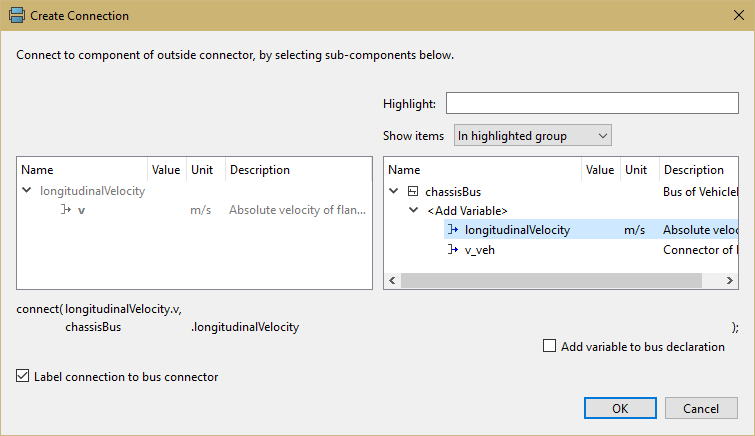 Create Connection
Connect to component of outside connector, by selecting sub-components below.
Highlight:
Show items In highlighted group
Name Value Unit Description
longitudinalVelocity
v m/s Absolute velocity of flan...
Name Value Unit Description
chassisBus Bus of Vehicle
<Add Variable>
longitudinalVelocity m/s Absolute veloc
v_veh Connector of
connect( longitudinalVelocity.v,
chassisBus .longitudinalVelocity );
Add variable to bus declaration
Label connection to bus connector
OK Cancel